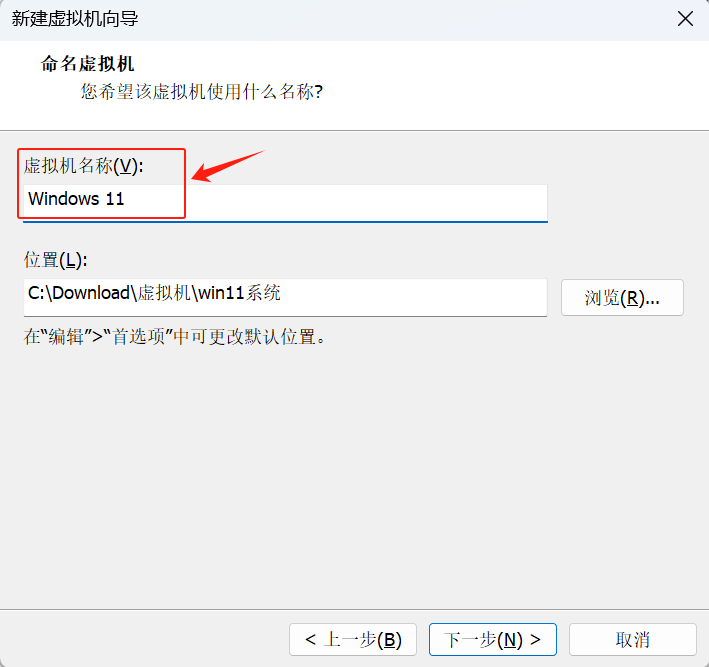 新建虚拟机向导
命名虚拟机
您希望该虚拟机使用什么名称?
虚拟机名称(V):
Windows 11
位置(L):
C:\Download\虚拟机\win11系统
浏览(R)...
在“编辑”>“首选项”中可更改默认位置。
< 上一步(B)
下一步(N) >
取消